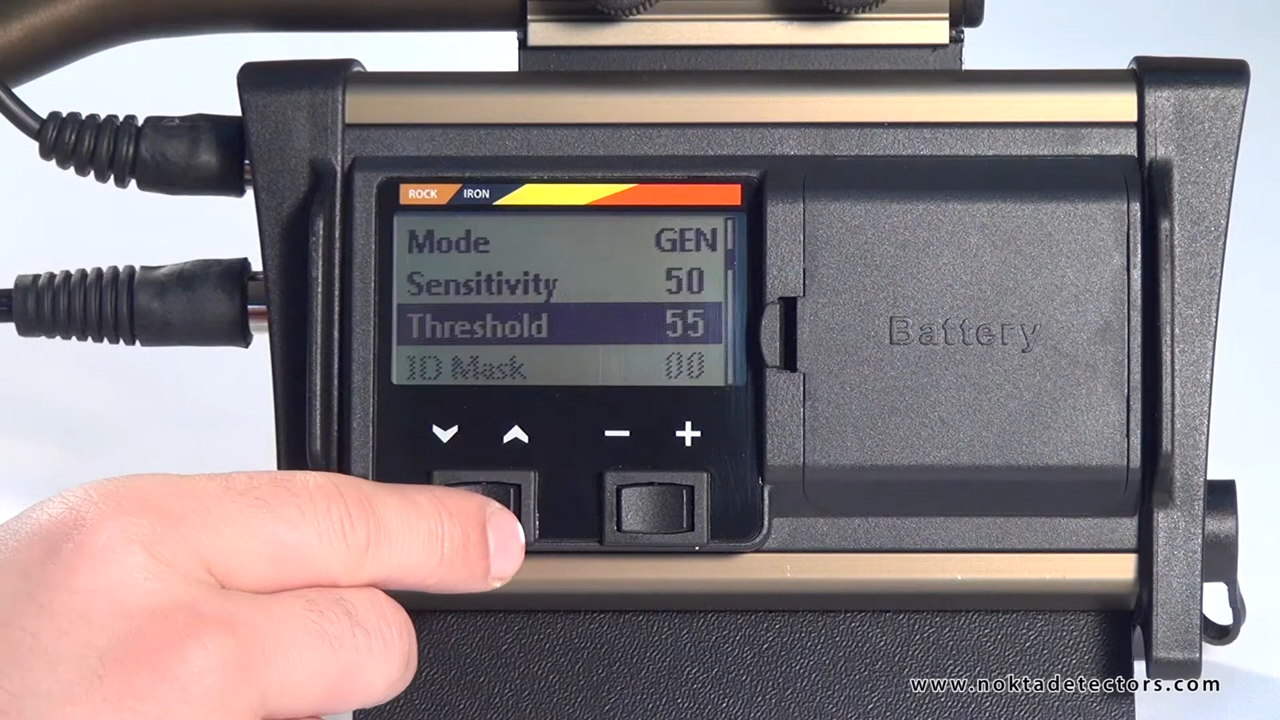 ROCK IRON
Mode GEN
Sensitivity 50
Threshold 55
ID Mask 00
Battery
www.noktadetectors.com